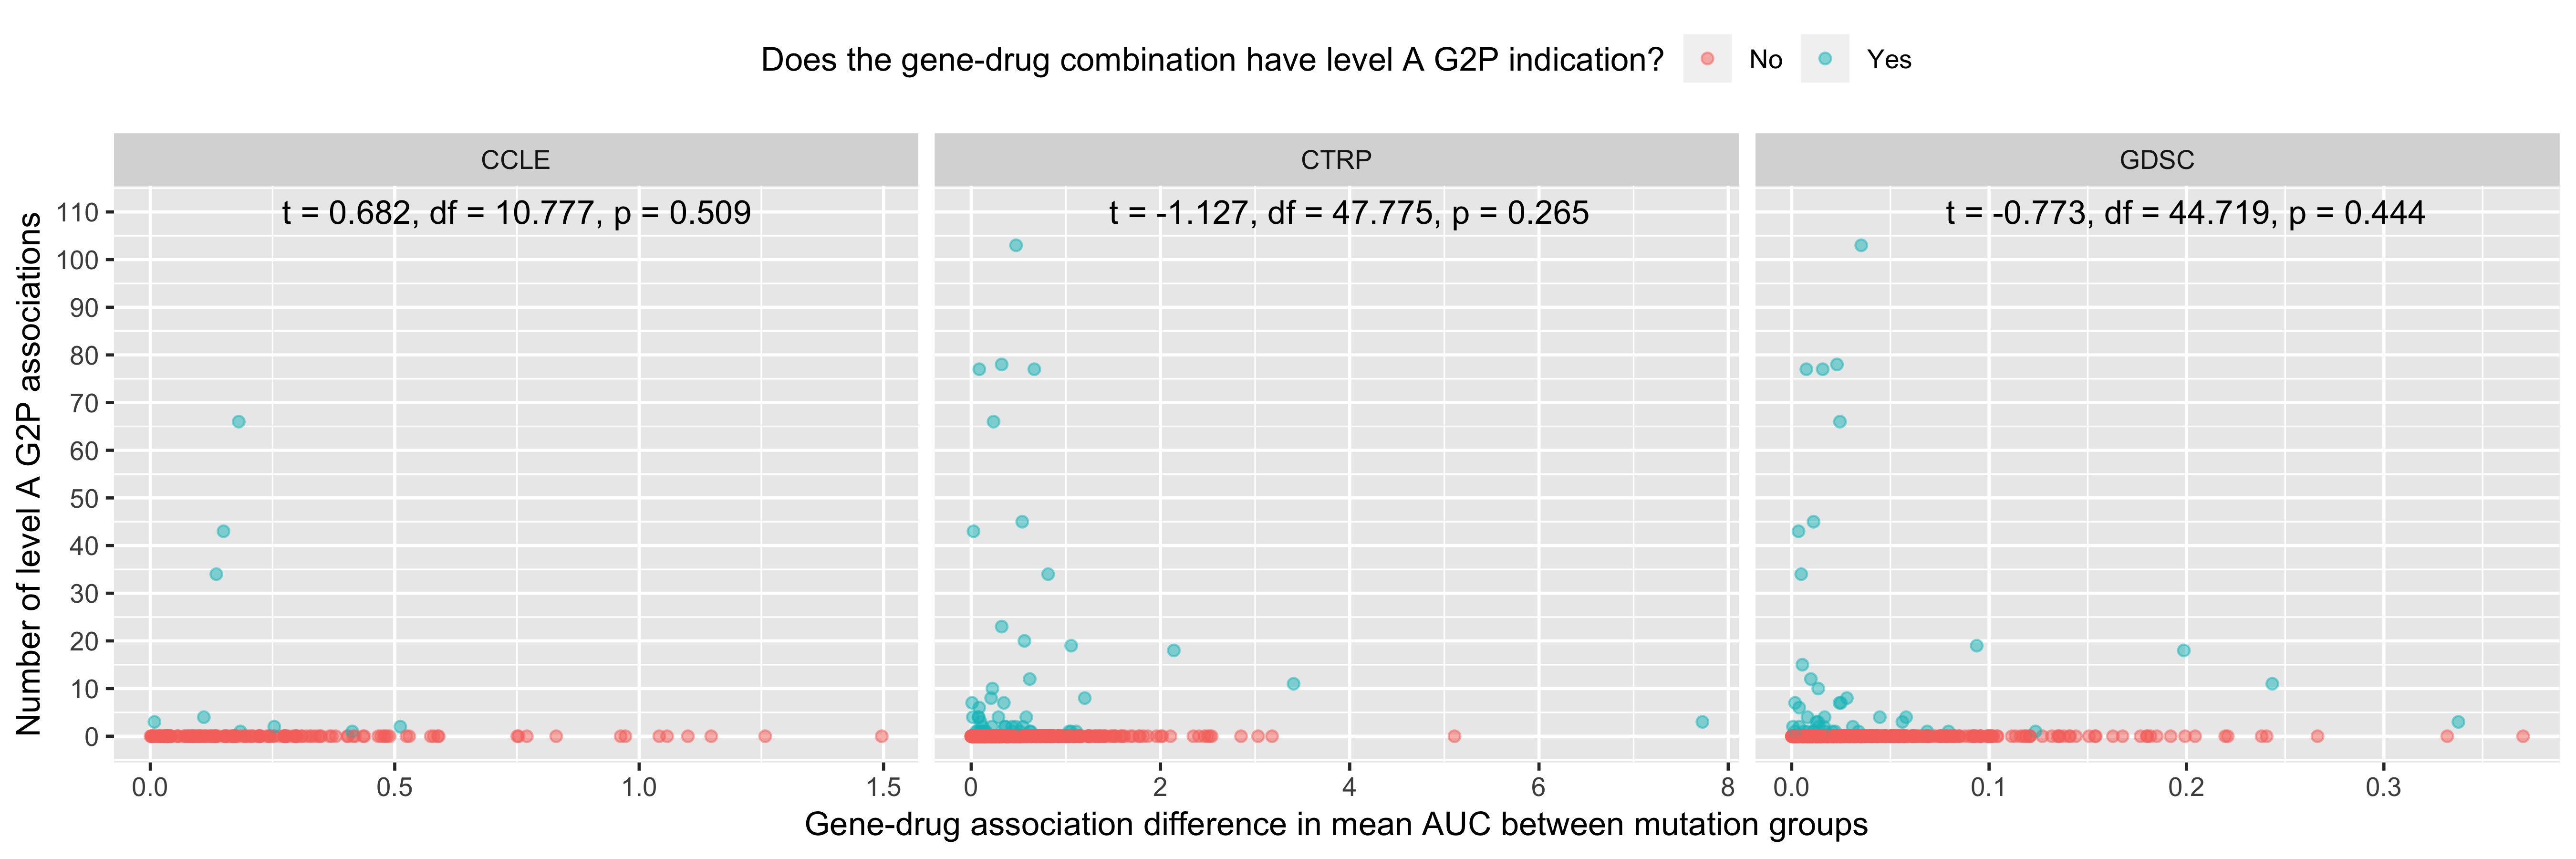 Does the gene-drug combination have level A G2P indication? No Yes
CCLE
CTRP
GDSC
t = 0.682, df = 10.777, p = 0.509
t = -1.127, df = 47.775, p = 0.265
t = -0.773, df = 44.719, p = 0.444
Number of level A G2P associations
110
100
90
80
70
60
50
40
30
20
10
0
0.0 0.5 1.0 1.5
0 2 4 6 8
0.0 0.1 0.2 0.3
Gene-drug association difference in mean AUC between mutation groups